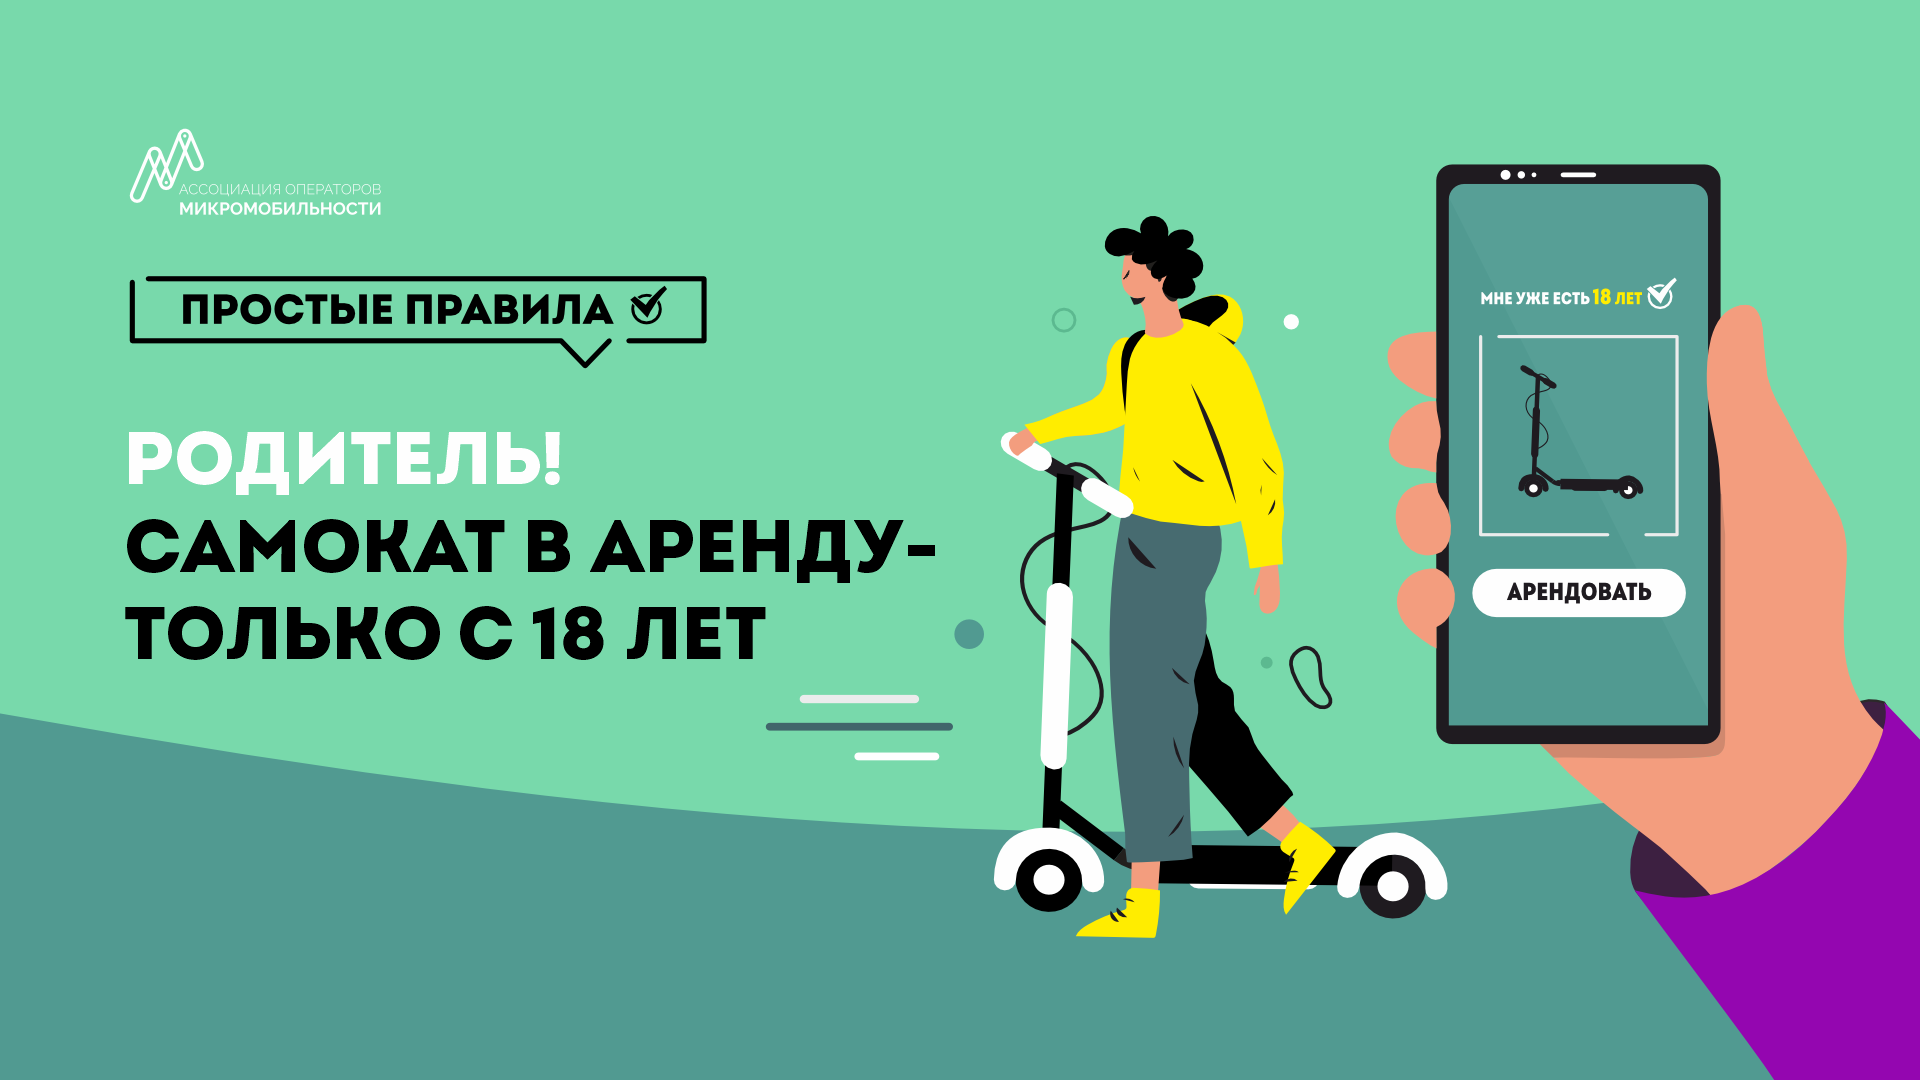 АССОЦИАЦИЯ ОПЕРАТОРОВ
МИКРОМОБИЛЬНОСТИ
ПРОСТЫЕ ПРАВИЛА
РОДИТЕЛЬ!
САМОКАТ В АРЕНДУ-
ТОЛЬКО С 18 ЛЕТ
МНЕ УЖЕ ЕСТЬ 18 ЛЕТ
АРЕНДОВАТЬ